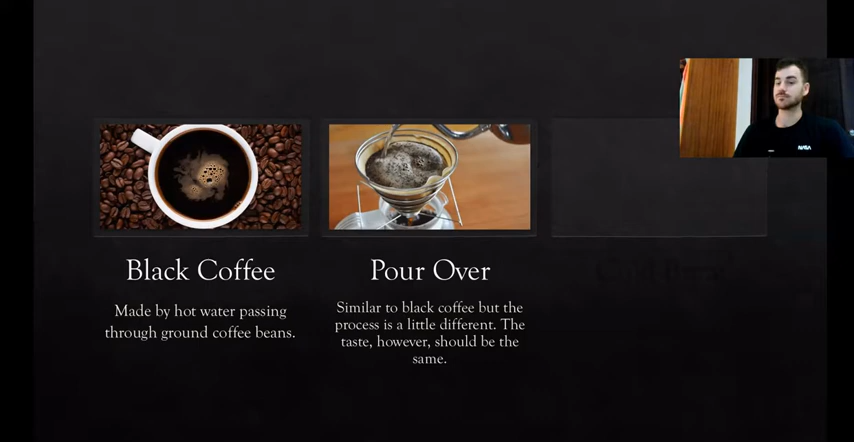 Black Coffee
Made by hot water passing
through ground coffee beans.
Pour Over
Similar to black coffee but the
process is a little different. The
taste, however, should be the
same.
NASA